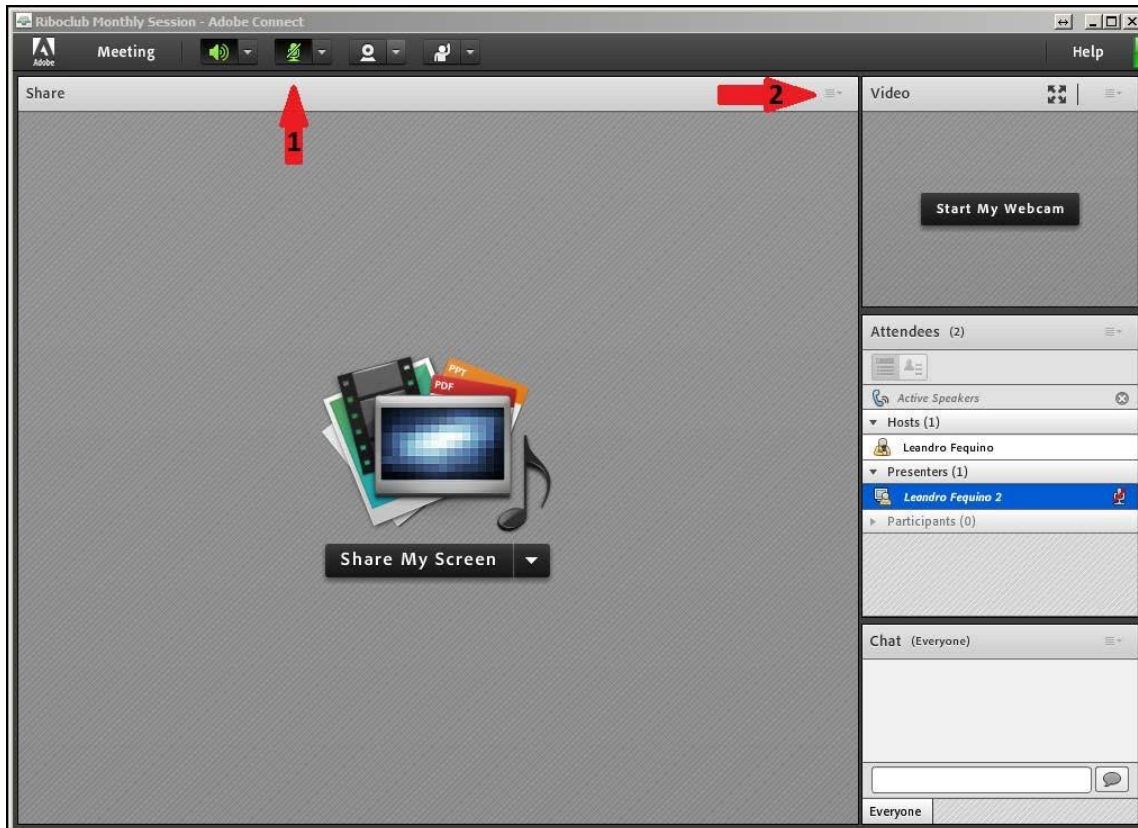 Riboclub Monthly Session - Adobe Connect
Adobe
Meeting
Help
Share
2
Video
1
Start My Webcam
Attendees (2)
PPT
PDF
Active Speakers
Hosts (1)
Leandro Fequino
Presenters (1)
Leandro Fequino 2
Participants (0)
Share My Screen
Chat (Everyone)
Everyone